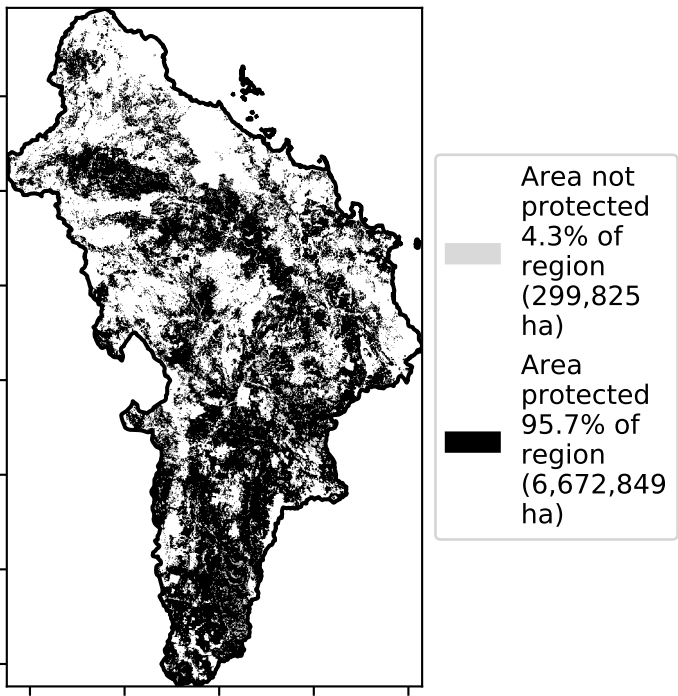 Area not
protected
4.3% of
region
(299,825
ha)
Area
protected
95.7% of
region
(6,672,849
ha)